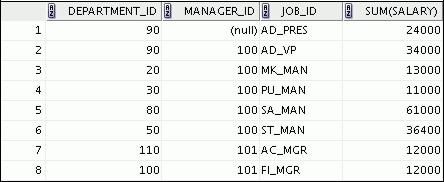 DEPARTMENT_ID MANAGER_ID JOB_ID SUM(SALARY)
1 90 (null) AD_PRES 24000
2 90 100 AD_VP 34000
3 20 100 MK_MAN 13000
4 30 100 PU_MAN 11000
5 80 100 SA_MAN 61000
6 50 100 ST_MAN 36400
7 110 101 AC_MGR 12000
8 100 101 FI_MGR 12000